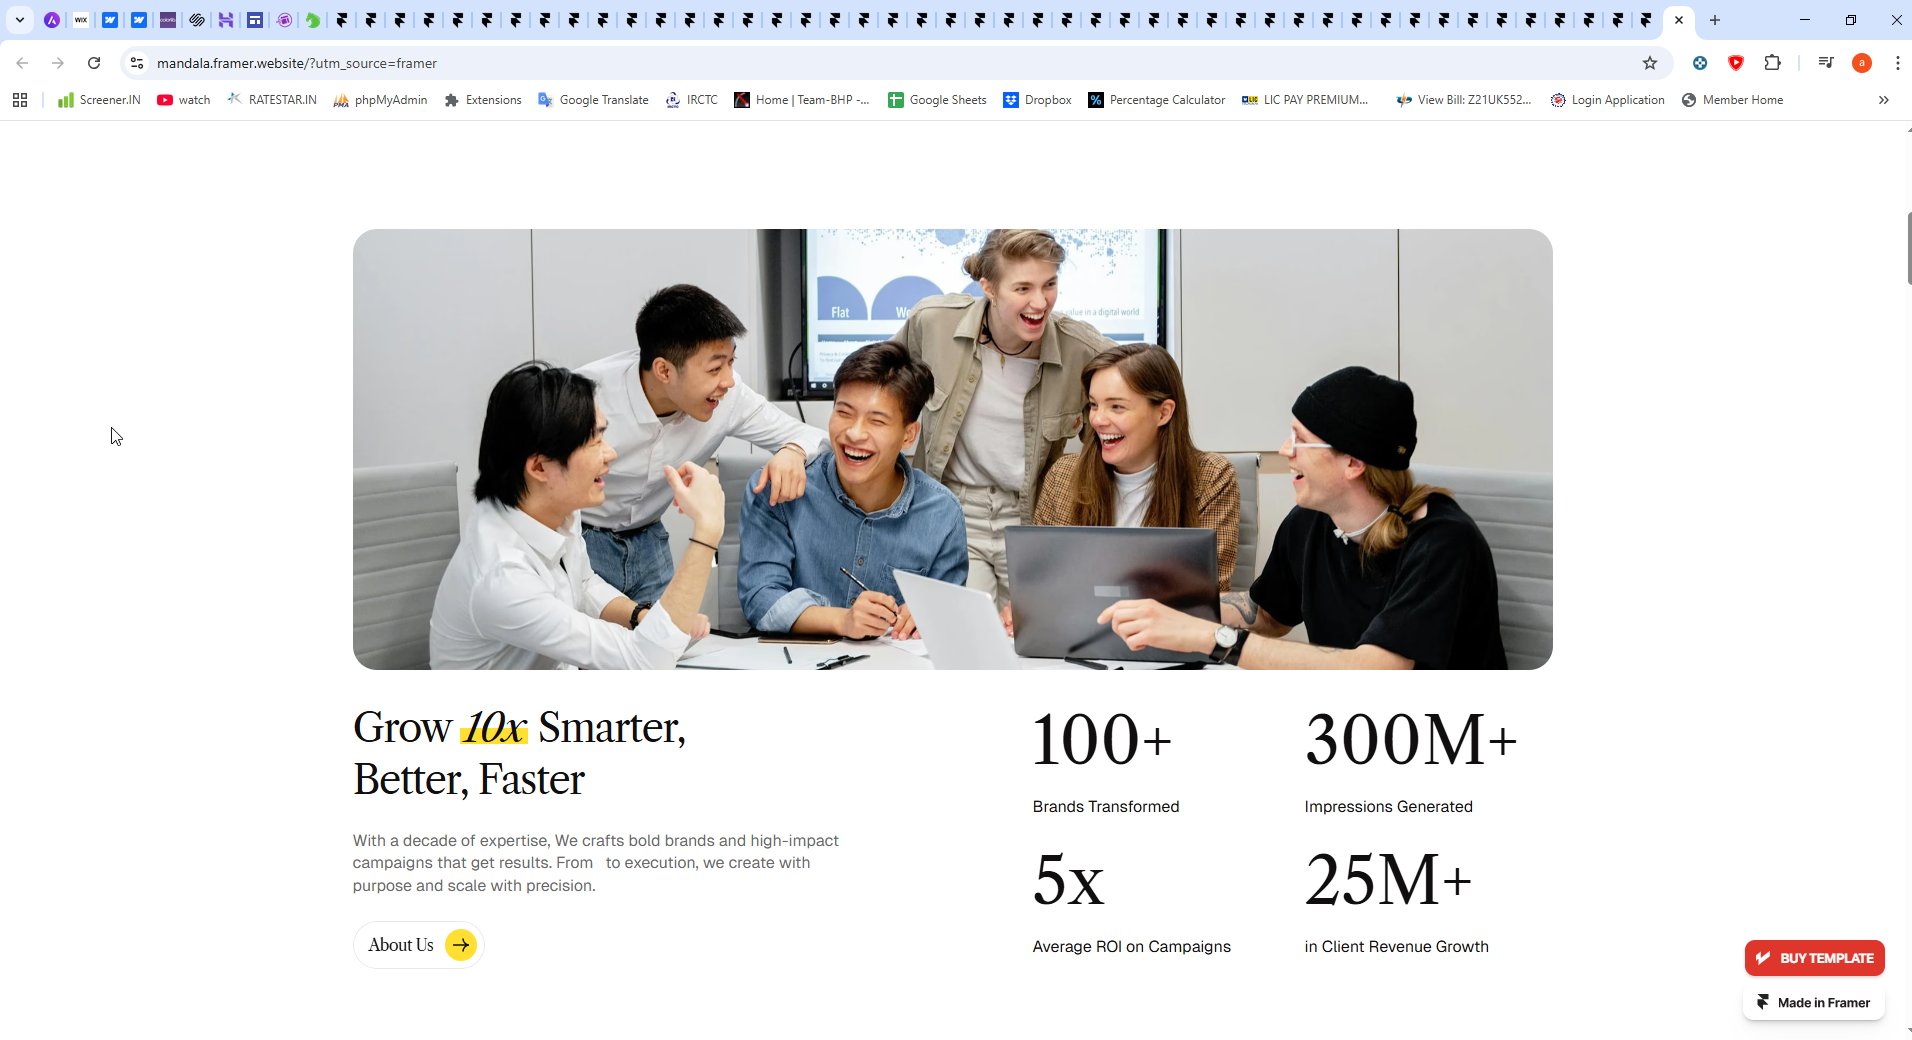 WiX
colorlib
mandala.framer.website/?utm_source=framer
a
Screener.IN
watch
RATESTAR.IN
PMA
phpMyAdmin
Extensions
Google Translate
IRCTC
Home | Team-BHP -...
Google Sheets
Dropbox
% Percentage Calculator
LIC PAY PREMIUM...
View Bill: Z21UK552...
Login Application
Member Home
Flat
value in a digital world
Grow 10x Smarter,
Better, Faster
With a decade of expertise, We crafts bold brands and high-impact
campaigns that get results. From to execution, we create with
purpose and scale with precision.
About Us
100+
Brands Transformed
300M+
Impressions Generated
5x
Average ROI on Campaigns
25M+
in Client Revenue Growth
BUY TEMPLATE
Made in Framer